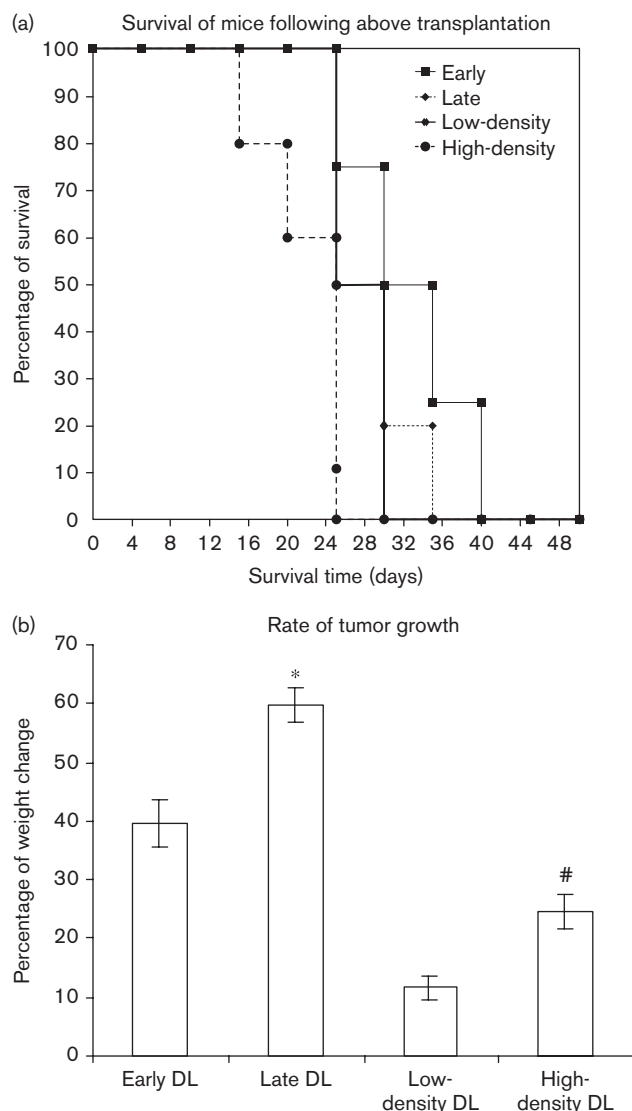 (a) Survival of mice following above transplantation
100
90
80
70
60
50
40
30
20
10
0
Percentage of survival
Early
Late
Low-density
High-density
0 4 8 12 16 20 24 28 32 36 40 44 48
Survival time (days)
(b) Rate of tumor growth
70
60
50
40
30
20
10
0
Percentage of weight change
*
#
Early DL Late DL Low- High-
density DL density DL